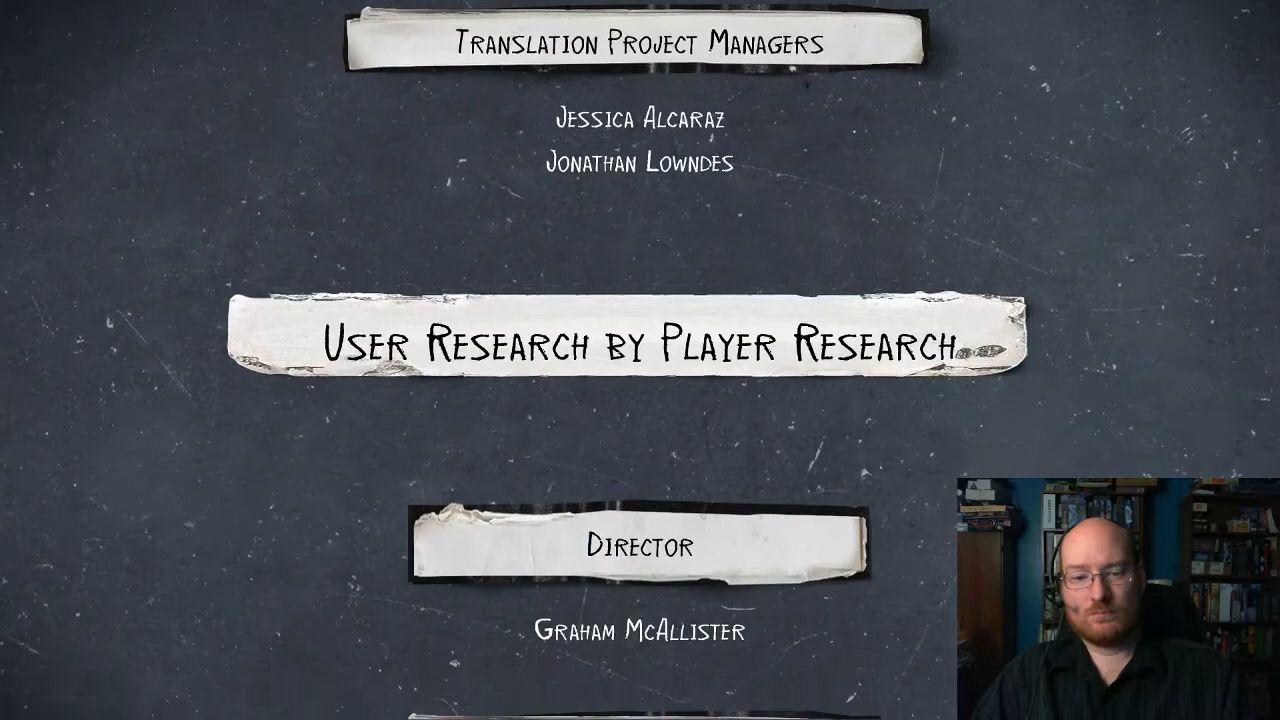 Translation Project Managers
Jessica Alcaraz
Jonathan Lowndes
User Research by Player Research
Director
Graham McAllister